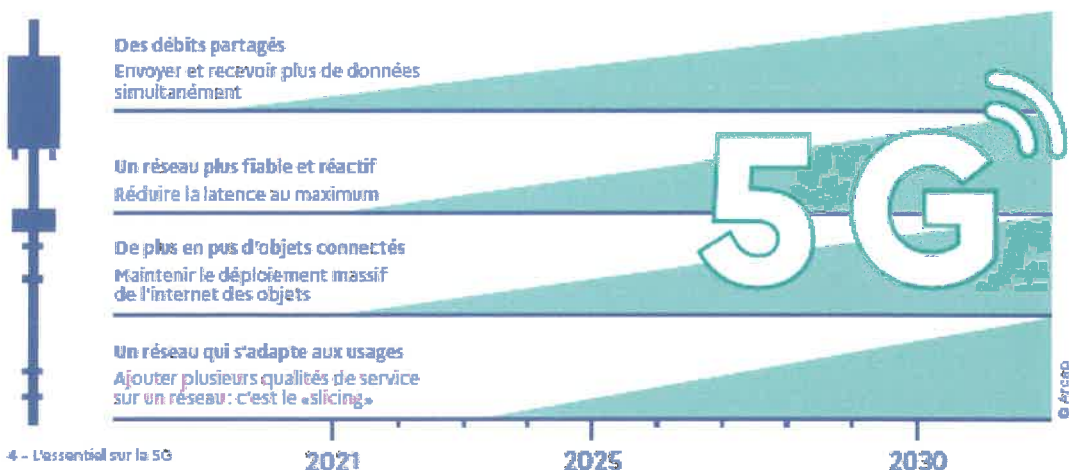 Des débits partagés
Envoyer et recevoir plus de données
simultanément
Un réseau plus fiable et réactif
Réduire la latence au maximum
De plus en pus d'objets connectés
Maintenir le déploiement massif
de l'internet des objets
Un réseau qui s'adapte aux usages
Ajouter plusieurs qualités de service
sur un réseau: c'est le «slicing»
5G
© Arcep
4 - L'essentiel sur la 5G
2021
2025
2030